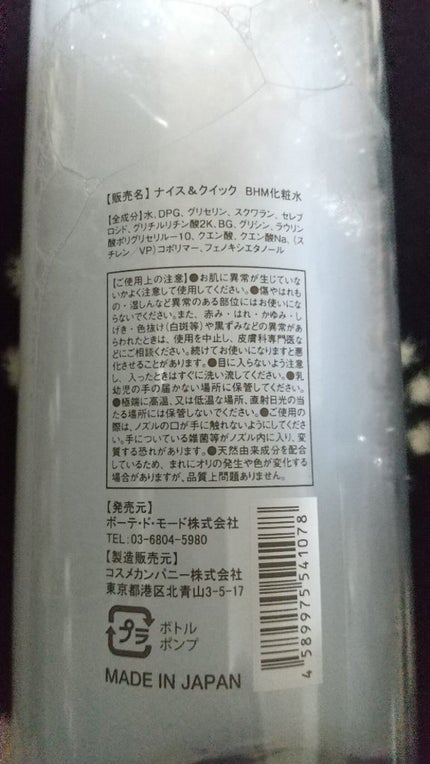 【販売名】ナイス&クイック BHM化粧水
【全成分】水、DPG、グリセリン、スクワラン、セレブ
ロシド、グリチルリチン酸2K、BG、グリシン、ラウリン
酸ポリグリセリル-10、クエン酸、クエン酸Na、(ス
チレン/VP)コポリマー、フェノキシエタノール
【ご使用上の注意】●お肌に異常が生じていな
いかよく注意して使用してください。●傷やはれも
の・湿しんなど異常のある部位にはお使いにな
らないでください。また、赤み・はれ・かゆみ・し
げき・色抜け(白斑等)や黒ずみなどの異常があ
らわれたときは、使用を中止し、皮膚科専門医な
どにご相談ください。続けてお使いになりますと悪
化させることがあります。●目に入らないよう注意
し、入ったときはすぐに洗い流してください。●乳
幼児の手の届かない場所に保管してください。
●極端に高温、又は低温な場所、直射日光の当
たる場所には保管しないでください。●ご使用の
際は、ノズルの口が手に触れないようにしてくださ
い。手についている雑菌等がノズル内に入り、変
質する恐れがあります。●天然由来成分を配合
しているため、まれにオリの発生や色が変化する
場合がありますが、品質上問題ありません。
【発売元】
ボーテ・ド・モード株式会社
TEL:03-6804-5980
【製造販売元】
コスメカンパニー株式会社
東京都港区北青山3-5-17
プラ
ボトル
ポンプ
MADE IN JAPAN
4589975541078